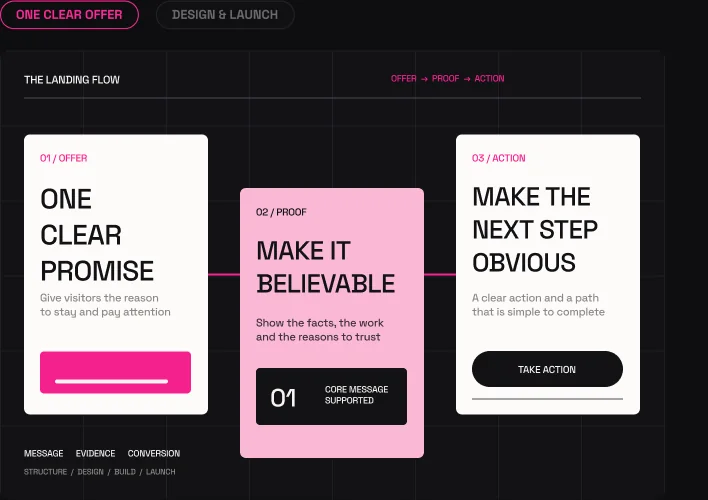 ONE CLEAR OFFER
DESIGN & LAUNCH
THE LANDING FLOW
OFFER → PROOF → ACTION
01 / OFFER
ONE
CLEAR
PROMISE
Give visitors the reason
to stay and pay attention
02 / PROOF
MAKE IT
BELIEVABLE
Show the facts, the work
and the reasons to trust
01
CORE MESSAGE
SUPPORTED
03 / ACTION
MAKE THE
NEXT STEP
OBVIOUS
A clear action and a path
that is simple to complete
TAKE ACTION
MESSAGE EVIDENCE CONVERSION
STRUCTURE / DESIGN / BUILD / LAUNCH